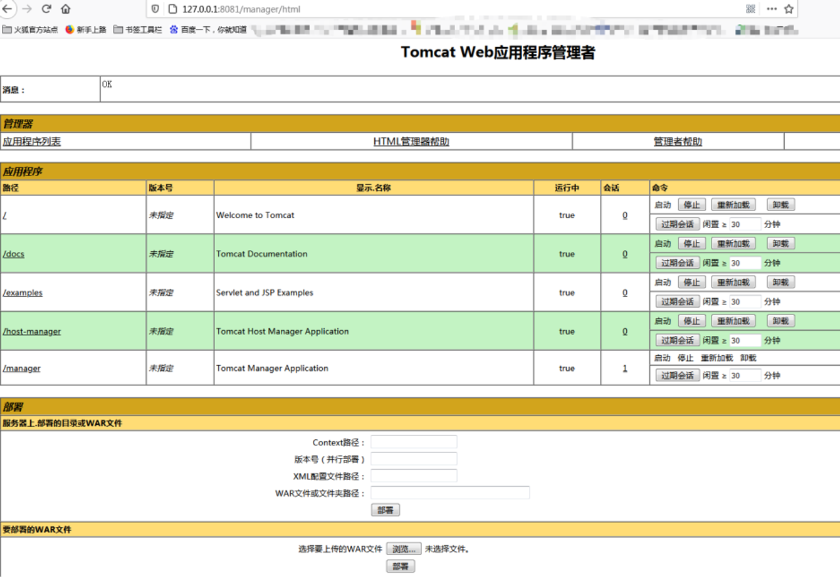 127.0.0.1:8081/manager/html
火狐官方站点 新手上路 书签工具栏 百度一下，你就知道
Tomcat Web应用程序管理者
消息： OK
管理器
应用程序列表 HTML管理器帮助 管理者帮助
应用程序
路径 版本号 显示.名称 运行中 会话 命令
/ 未指定 Welcome to Tomcat true 0 启动 停止 重新加载 卸载
过期会话 闲置 ≥ 30 分钟
/docs 未指定 Tomcat Documentation true 0 启动 停止 重新加载 卸载
过期会话 闲置 ≥ 30 分钟
/examples 未指定 Servlet and JSP Examples true 0 启动 停止 重新加载 卸载
过期会话 闲置 ≥ 30 分钟
/host-manager 未指定 Tomcat Host Manager Application true 0 启动 停止 重新加载 卸载
过期会话 闲置 ≥ 30 分钟
/manager 未指定 Tomcat Manager Application true 1 启动 停止 重新加载 卸载
过期会话 闲置 ≥ 30 分钟
部署
服务器上.部署的目录或WAR文件
Context路径：
版本号（并行部署）
XML配置文件路径：
WAR文件或文件夹路径：
部署
要部署的WAR文件
选择要上传的WAR文件 浏览... 未选择文件。
部署